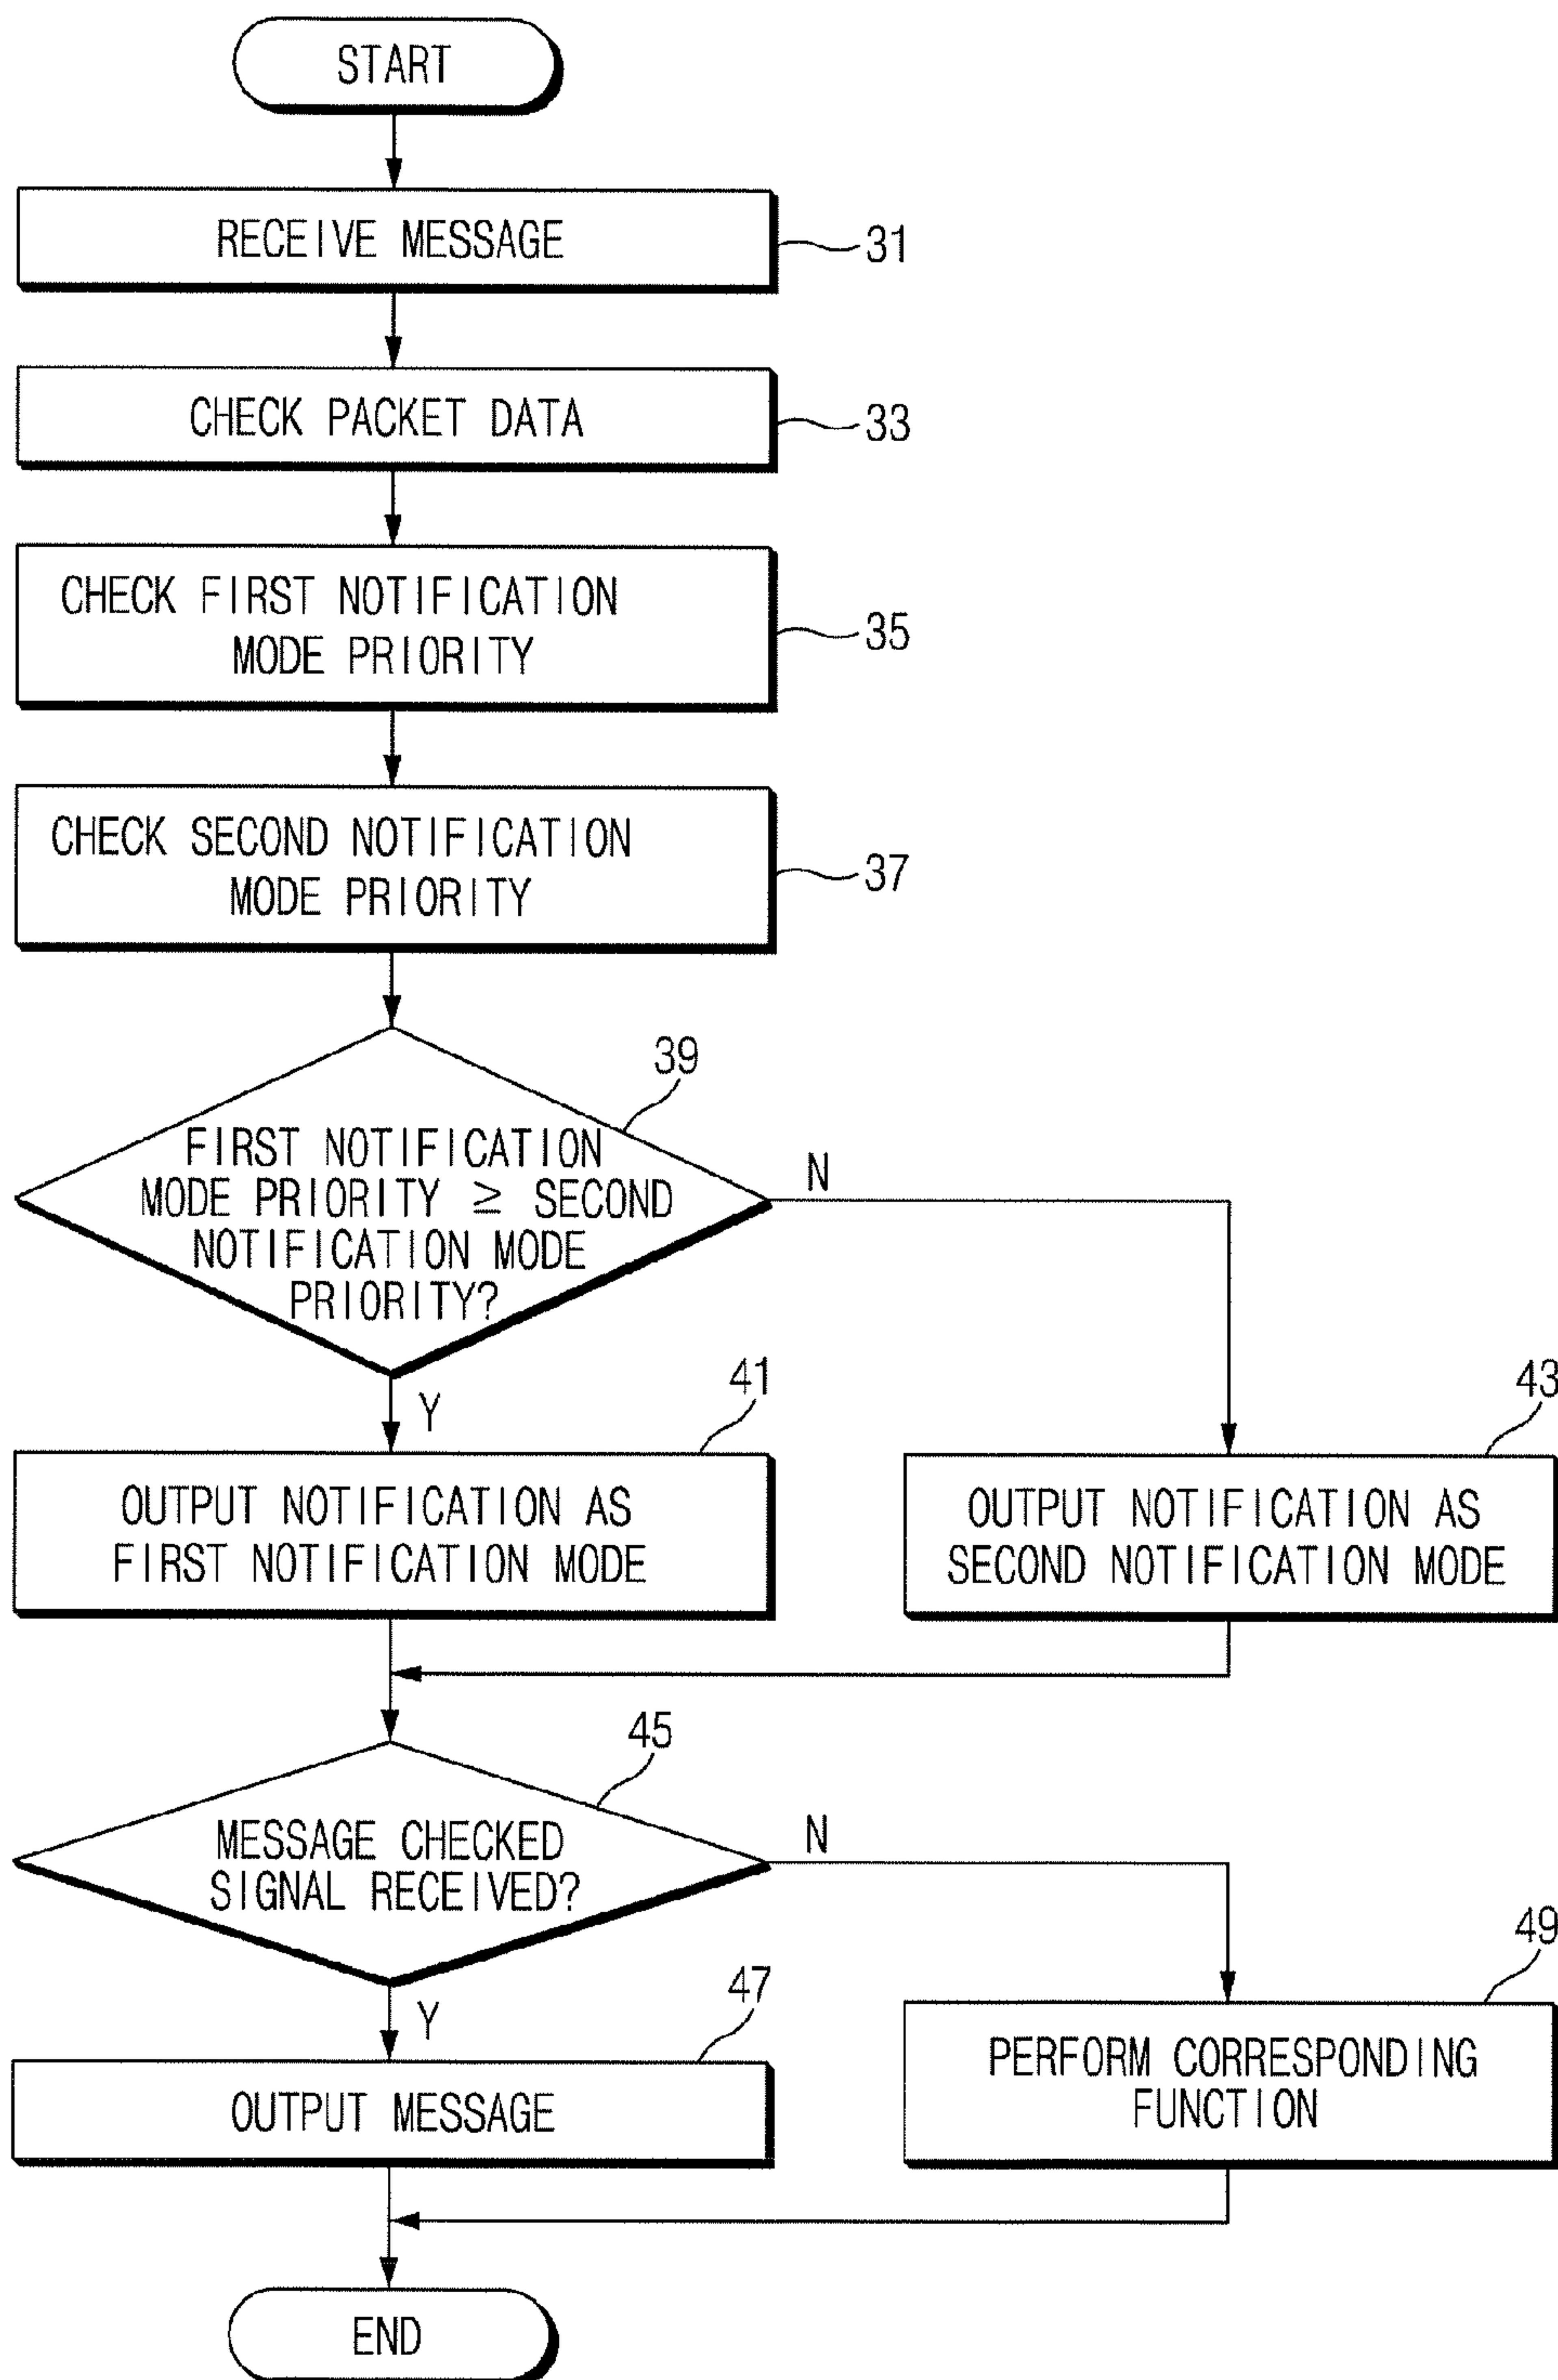 START
RECEIVE MESSAGE
31
CHECK PACKET DATA
33
CHECK FIRST NOTIFICATION
MODE PRIORITY
35
CHECK SECOND NOTIFICATION
MODE PRIORITY
37
39
FIRST NOTIFICATION
MODE PRIORITY ≥ SECOND
NOTIFICATION MODE
PRIORITY?
N
Y
41
OUTPUT NOTIFICATION AS
FIRST NOTIFICATION MODE
43
OUTPUT NOTIFICATION AS
SECOND NOTIFICATION MODE
45
MESSAGE CHECKED
SIGNAL RECEIVED?
N
Y
47
OUTPUT MESSAGE
49
PERFORM CORRESPONDING
FUNCTION
END